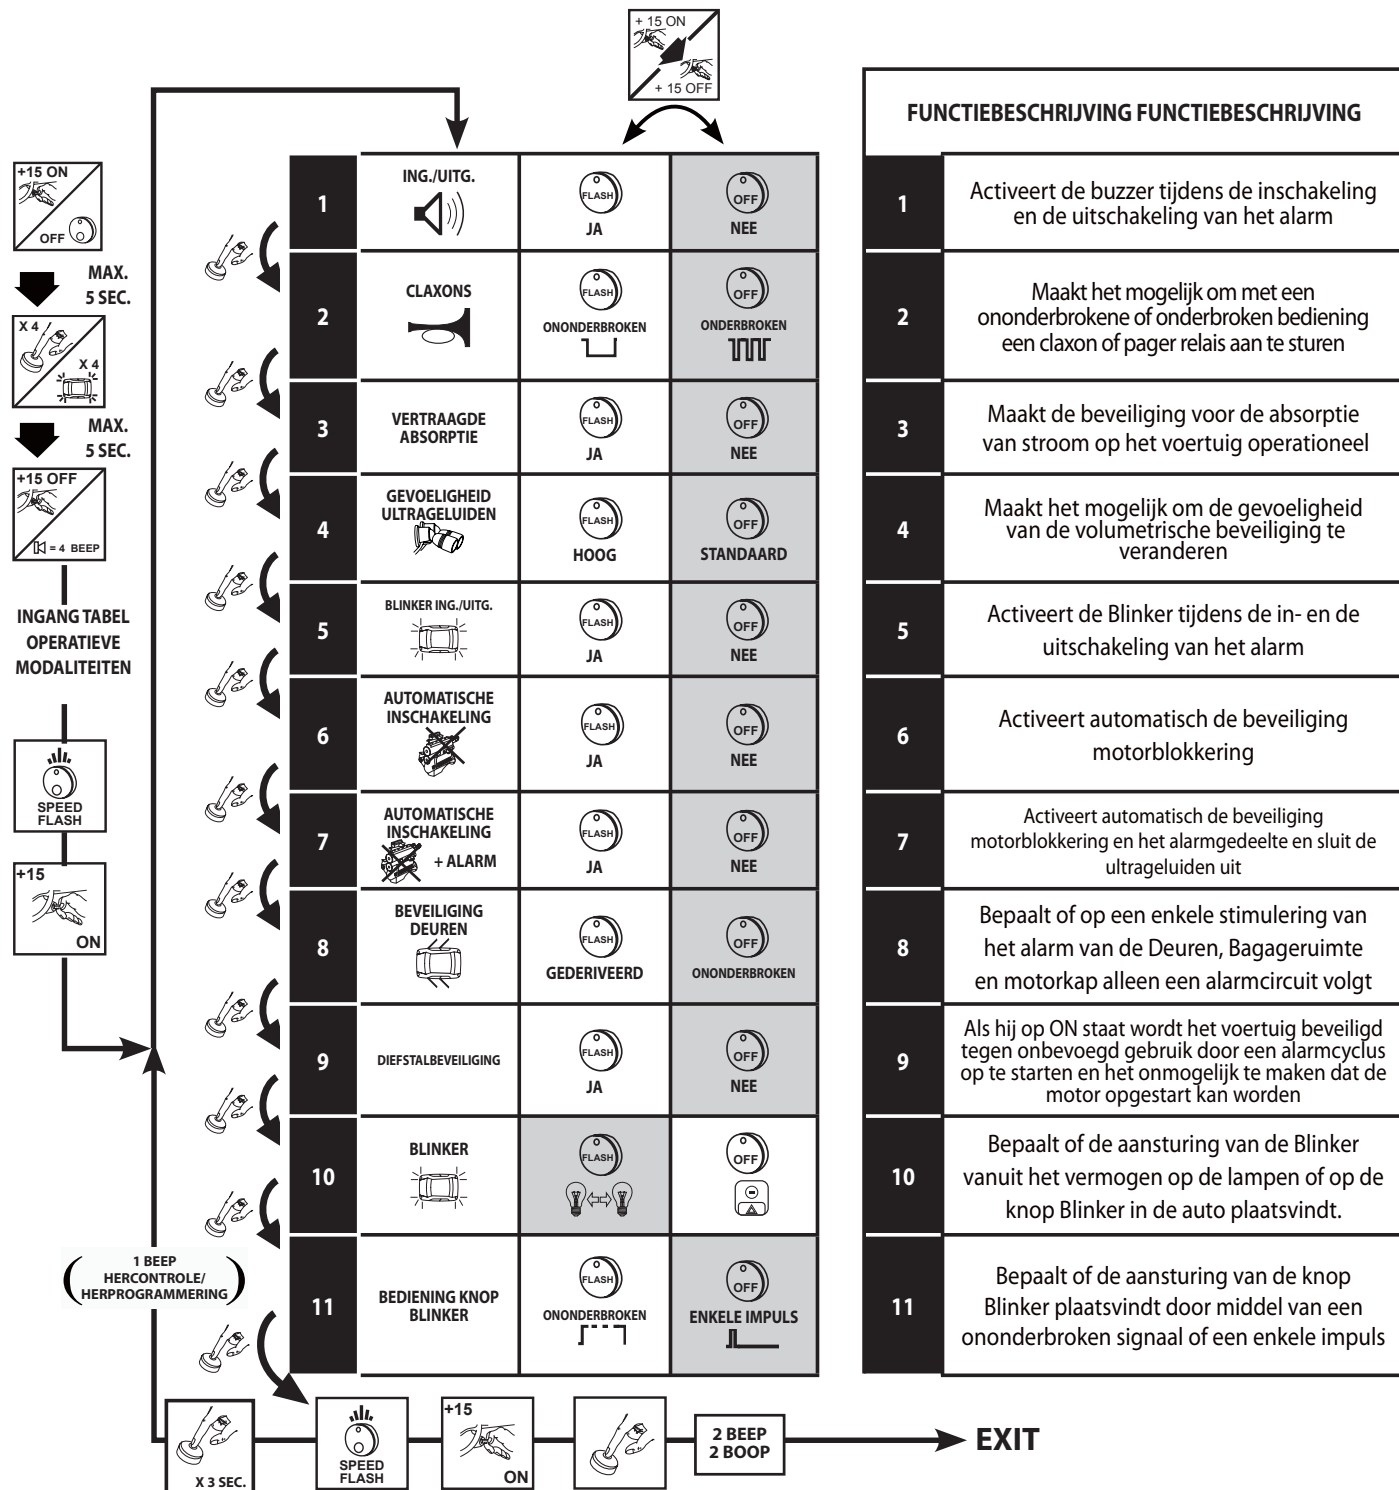 + 15 ON
+ 15 OFF
FUNCTIEBESCHRIJVING FUNCTIEBESCHRIJVING
+15 ON
OFF
MAX.
5 SEC.
X 4
X 4
MAX.
5 SEC.
+15 OFF
= 4 BEEP
INGANG TABEL
OPERATIEVE
MODALITEITEN
SPEED
FLASH
+15
ON
1 BEEP
HERCONTROLE/
HERPROGRAMMERING
1
ING./UITG.
FLASH
JA
OFF
NEE
2
CLAXONS
FLASH
ONONDERBROKEN
OFF
ONDERBROKEN
3
VERTRAAGDE
ABSORPTIE
FLASH
JA
OFF
NEE
4
GEVOELIGHEID
ULTRAGELUIDEN
FLASH
HOOG
OFF
STANDAARD
5
BLINKER ING./UITG.
FLASH
JA
OFF
NEE
6
AUTOMATISCHE
INSCHAKELING
FLASH
JA
OFF
NEE
7
AUTOMATISCHE
INSCHAKELING
+ ALARM
FLASH
JA
OFF
NEE
8
BEVEILIGING
DEUREN
FLASH
GEDERIVEERD
OFF
ONONDERBROKEN
9
DIEFSTALBEVEILIGING
FLASH
JA
OFF
NEE
10
BLINKER
FLASH
OFF
11
BEDIENING KNOP
BLINKER
FLASH
ONONDERBROKEN
OFF
ENKELE IMPULS
1
Activeert de buzzer tijdens de inschakeling
en de uitschakeling van het alarm
2
Maakt het mogelijk om met een
ononderbrokene of onderbroken bediening
een claxon of pager relais aan te sturen
3
Maakt de beveiliging voor de absorptie
van stroom op het voertuig operationeel
4
Maakt het mogelijk om de gevoeligheid
van de volumetrische beveiliging te
veranderen
5
Activeert de Blinker tijdens de in- en de
uitschakeling van het alarm
6
Activeert automatisch de beveiliging
motorblokkering
7
Activeert automatisch de beveiliging
motorblokkering en het alarmgedeelte en sluit de
ultrageluiden uit
8
Bepaalt of op een enkele stimulering van
het alarm van de Deuren, Bagageruimte
en motorkap alleen een alarmcircuit volgt
9
Als hij op ON staat wordt het voertuig beveiligd
tegen onbevoegd gebruik door een alarmcyclus
op te starten en het onmogelijk te maken dat de
motor opgestart kan worden
10
Bepaalt of de aansturing van de Blinker
vanuit het vermogen op de lampen of op de
knop Blinker in de auto plaatsvindt.
11
Bepaalt of de aansturing van de knop
Blinker plaatsvindt door middel van een
ononderbroken signaal of een enkele impuls
X 3 SEC.
SPEED
FLASH
+15
ON
2 BEEP
2 BOOP
EXIT